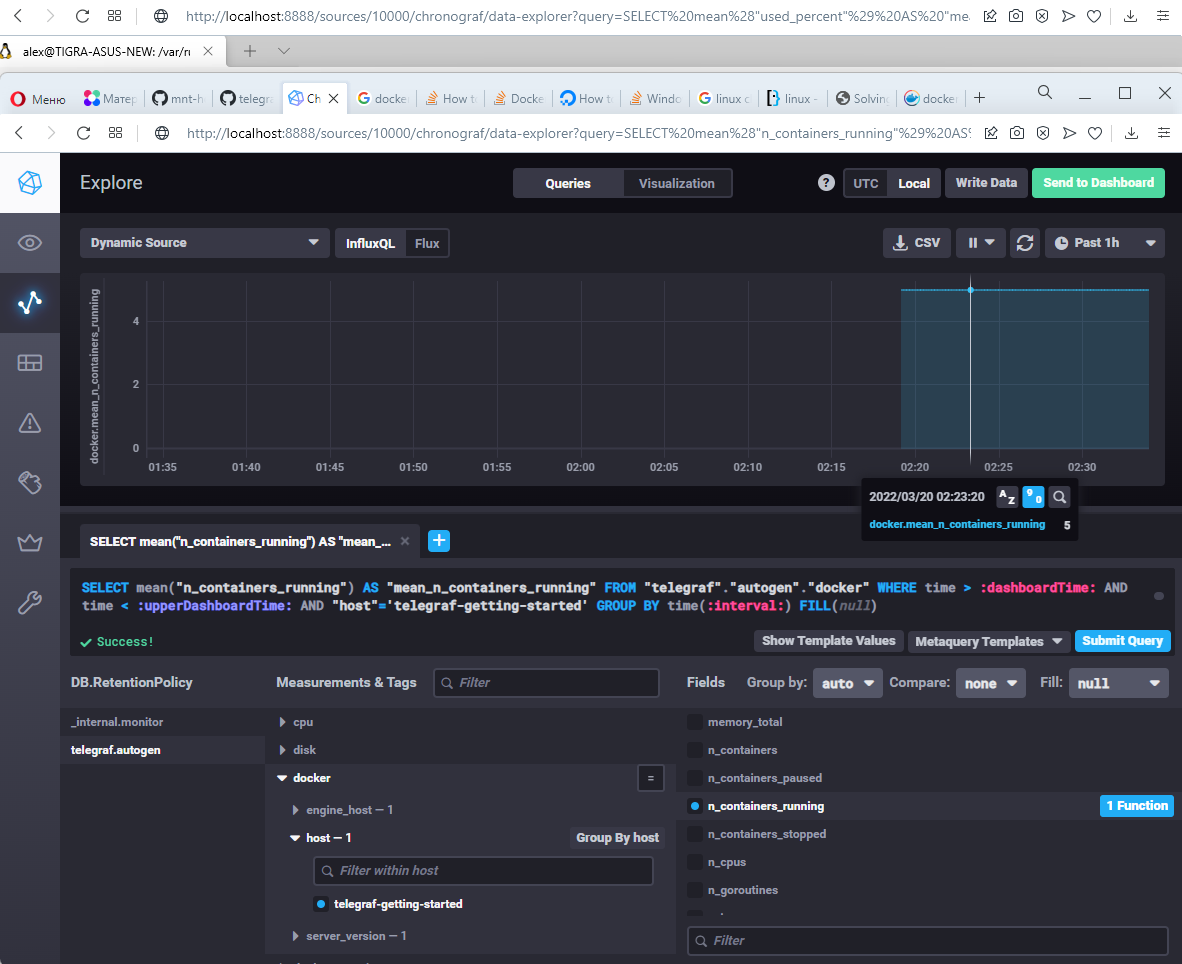 http://localhost:8888/sources/10000/chronograf/data-explorer?query=SELECT%20mean%28"used_percent"%29%20AS%20"me
alex@TIGRA-ASUS-NEW: /var/ru
Меню Матер mnt-h telegra Ch docke How t Docke How t Windo linux c linux - Solvin docke
http://localhost:8888/sources/10000/chronograf/data-explorer?query=SELECT%20mean%28"n_containers_running"%29%20AS%
Explore Queries Visualization ? UTC Local Write Data Send to Dashboard
Dynamic Source InfluxQL Flux CSV Past 1h
docker.mean_n_containers_running
4
2
0
01:35 01:40 01:45 01:50 01:55 02:00 02:05 02:10 02:15 02:20 02:25 02:30
2022/03/20 02:23:20 AZ 90
docker.mean_n_containers_running 5
SELECT mean("n_containers_running") AS "mean_...
SELECT mean("n_containers_running") AS "mean_n_containers_running" FROM "telegraf"."autogen"."docker" WHERE time > :dashboardTime: AND
time < :upperDashboardTime: AND "host"='telegraf-getting-started' GROUP BY time(:interval:) FILL(null)
Success! Show Template Values Metaquery Templates Submit Query
DB.RetentionPolicy Measurements & Tags Filter Fields Group by: auto Compare: none Fill: null
_internal.monitor cpu memory_total
telegraf.autogen disk n_containers
docker = n_containers_paused
engine_host — 1 n_containers_running 1 Function
host — 1 Group By host n_containers_stopped
Filter within host n_cpus
n_goroutines
telegraf-getting-started
server_version — 1 Filter